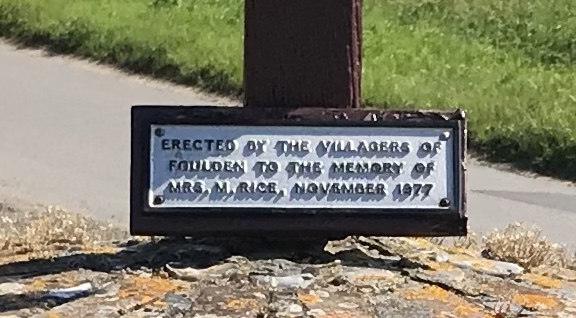 ERECTED BY THE VILLAGERS OF
FOULDEN TO THE MEMORY OF
MRS. M. RICE, NOVEMBER 1977